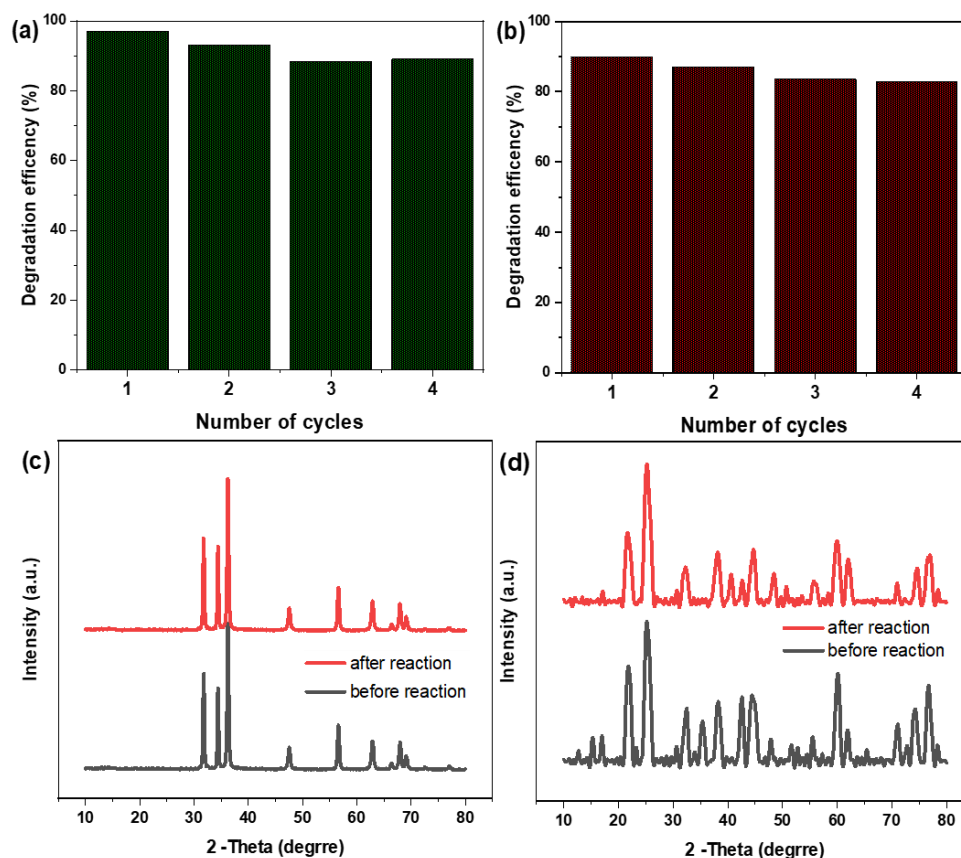 (a)
Degradation efficency (%)
100
80
60
40
20
0
1 2 3 4
Number of cycles
(b)
Degradation efficency (%)
100
80
60
40
20
0
1 2 3 4
Number of cycles
(c)
Intensity (a.u.)
after reaction
before reaction
10 20 30 40 50 60 70 80
2 -Theta (degrre)
(d)
Intensity (a.u.)
after reaction
before reaction
10 20 30 40 50 60 70 80
2 -Theta (degrre)